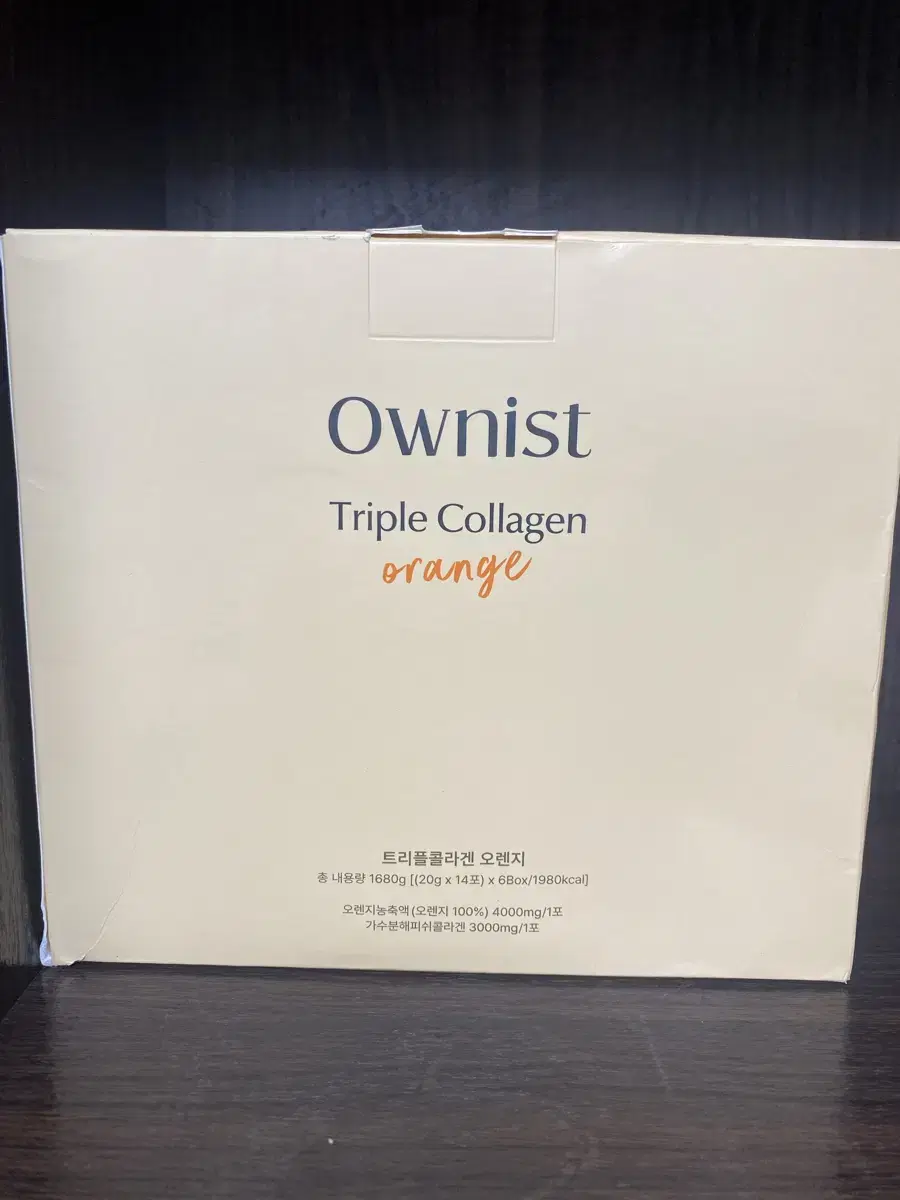 Ownist
Triple Collagen
orange
트리플콜라겐 오렌지
총 내용량 1680g [(20g x 14포) x 6Box/1980kcal]
오렌지농축액(오렌지 100%) 4000mg/1포
가수분해피쉬콜라겐 3000mg/1포